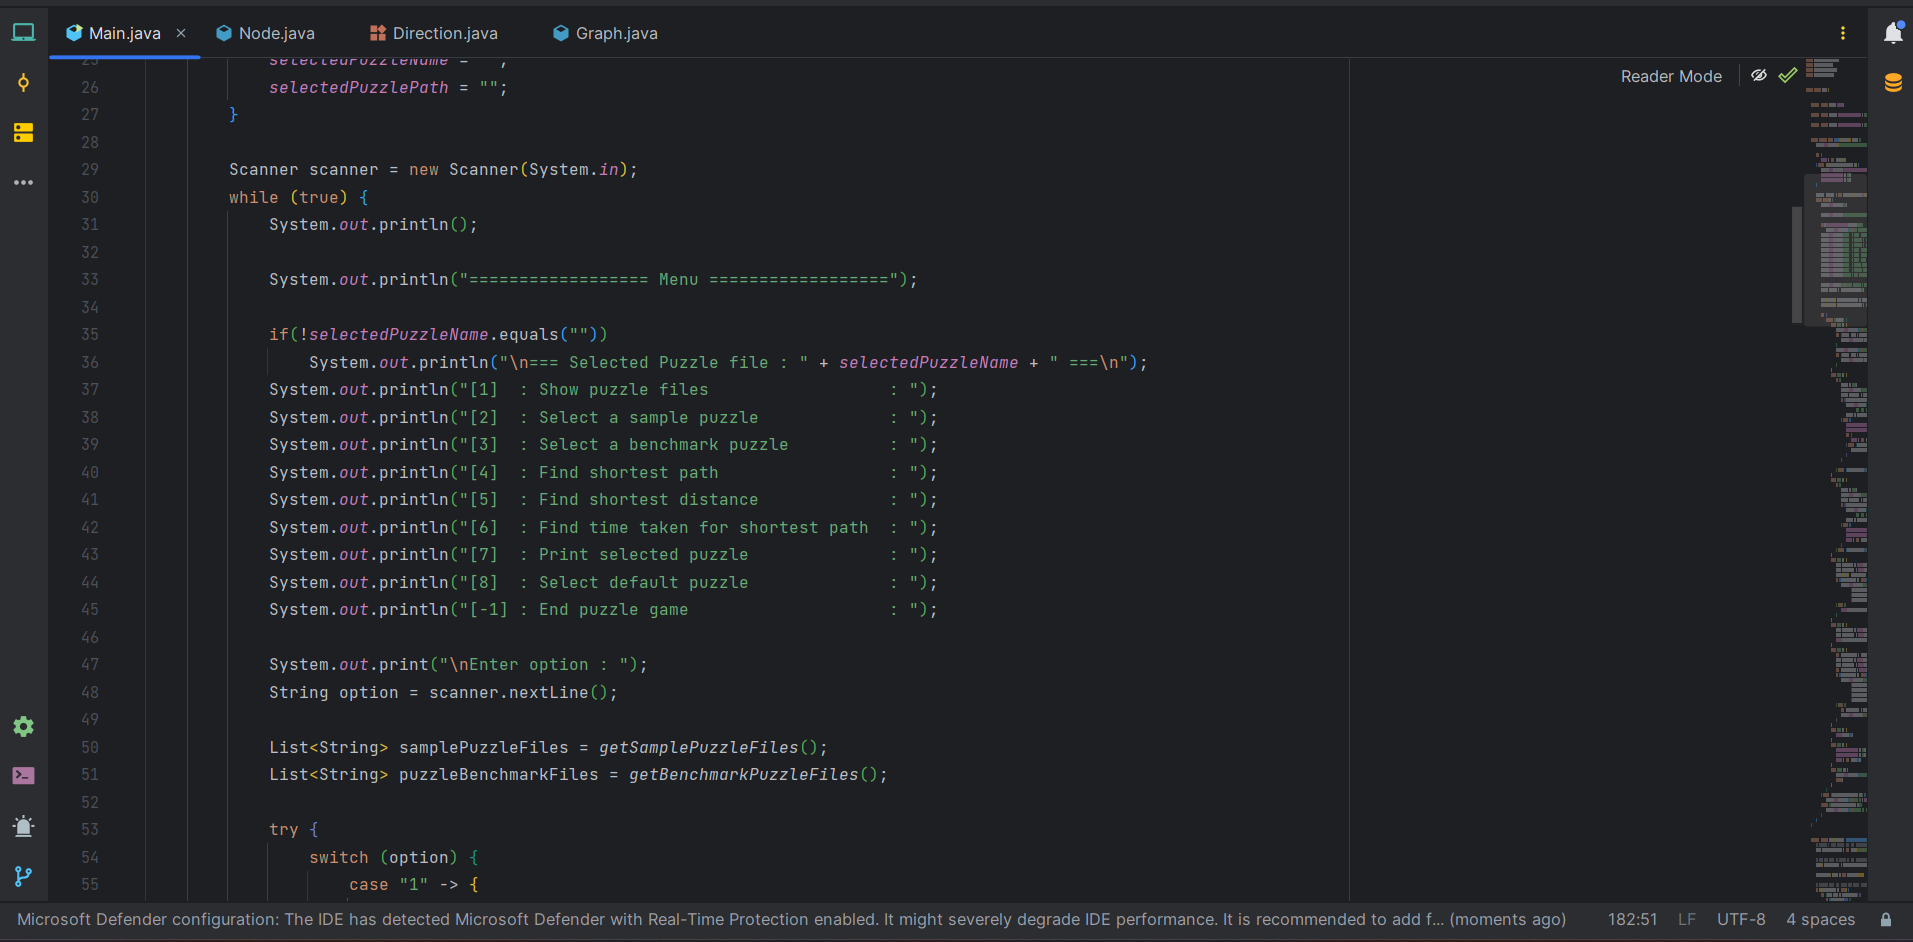 Main.java Node.java Direction.java Graph.java
25 selectedPuzzleName = "";
Reader Mode
26 selectedPuzzlePath = "";
27 }
28
29 Scanner scanner = new Scanner(System.in);
30 while (true) {
31 System.out.println();
32
33 System.out.println("================== Menu ==================");
34
35 if(!selectedPuzzleName.equals(""))
36 System.out.println("\n=== Selected Puzzle file : " + selectedPuzzleName + " ===\n");
37 System.out.println("[1]  : Show puzzle files                  : ");
38 System.out.println("[2]  : Select a sample puzzle             : ");
39 System.out.println("[3]  : Select a benchmark puzzle          : ");
40 System.out.println("[4]  : Find shortest path                 : ");
41 System.out.println("[5]  : Find shortest distance             : ");
42 System.out.println("[6]  : Find time taken for shortest path  : ");
43 System.out.println("[7]  : Print selected puzzle              : ");
44 System.out.println("[8]  : Select default puzzle              : ");
45 System.out.println("[-1] : End puzzle game                    : ");
46
47 System.out.print("\nEnter option : ");
48 String option = scanner.nextLine();
49
50 List<String> samplePuzzleFiles = getSamplePuzzleFiles();
51 List<String> puzzleBenchmarkFiles = getBenchmarkPuzzleFiles();
52
53 try {
54 switch (option) {
55 case "1" -> {
Microsoft Defender configuration: The IDE has detected Microsoft Defender with Real-Time Protection enabled. It might severely degrade IDE performance. It is recommended to add f... (moments ago) 182:51 LF UTF-8 4 spaces